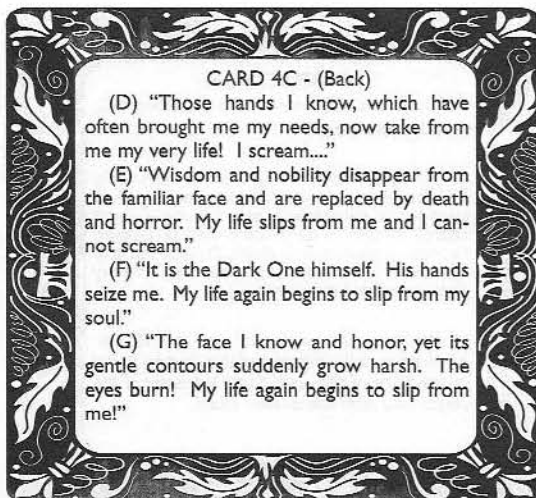 CARD 4C - (Back)
(D) “Those hands I know, which have
often brought me my needs, now take from
me my very life! I scream....”
(E) “Wisdom and nobility disappear from
the familiar face and are replaced by death
and horror. My life slips from me and I can-
not scream.”
(F) “It is the Dark One himself. His hands
seize me. My life again begins to slip from my
soul.”
(G) “The face I know and honor, yet its
gentle contours suddenly grow harsh. The
eyes burn! My life again begins to slip from
me!”